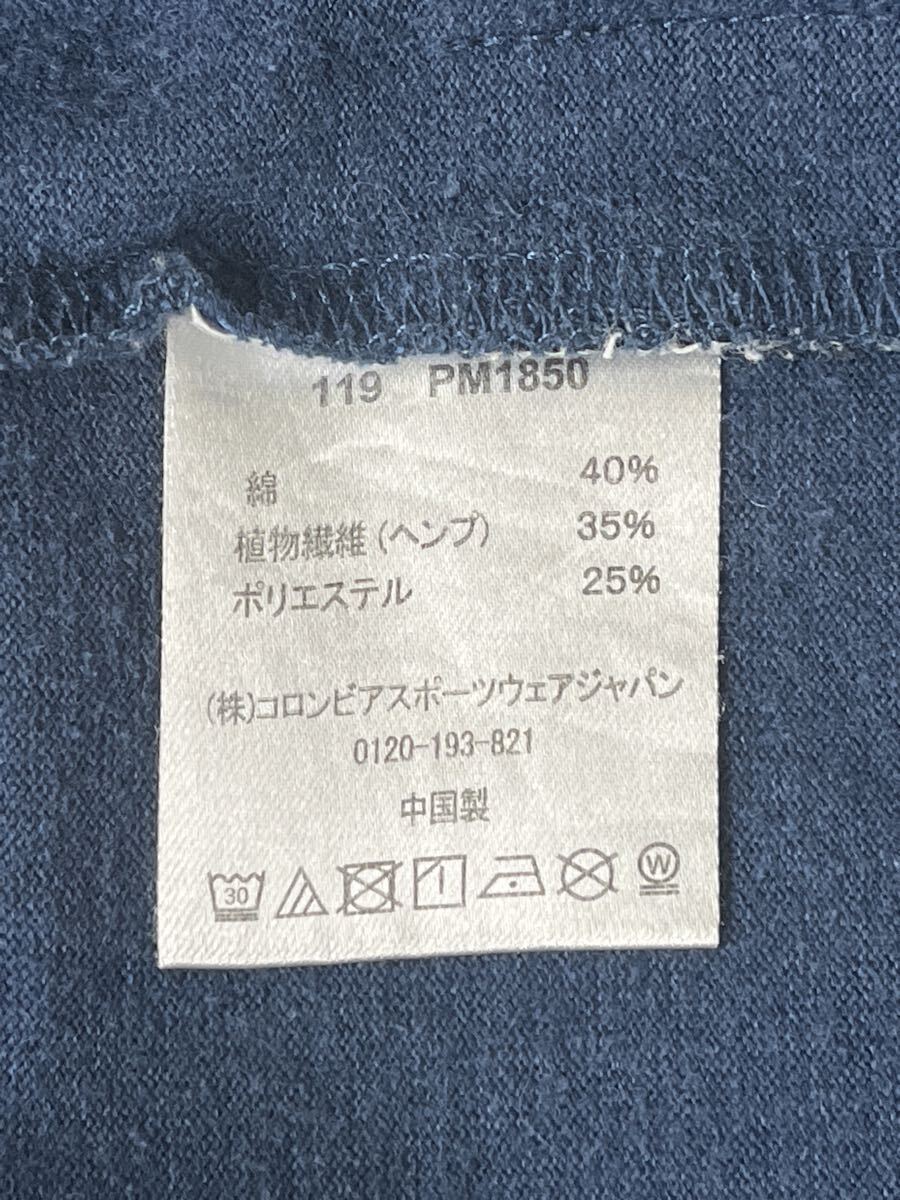 119 PM1850
綿 40%
植物繊維(ヘンプ) 35%
ポリエステル 25%
(株)コロンビアスポーツウェアジャパン
0120-193-821
中国製
30 W